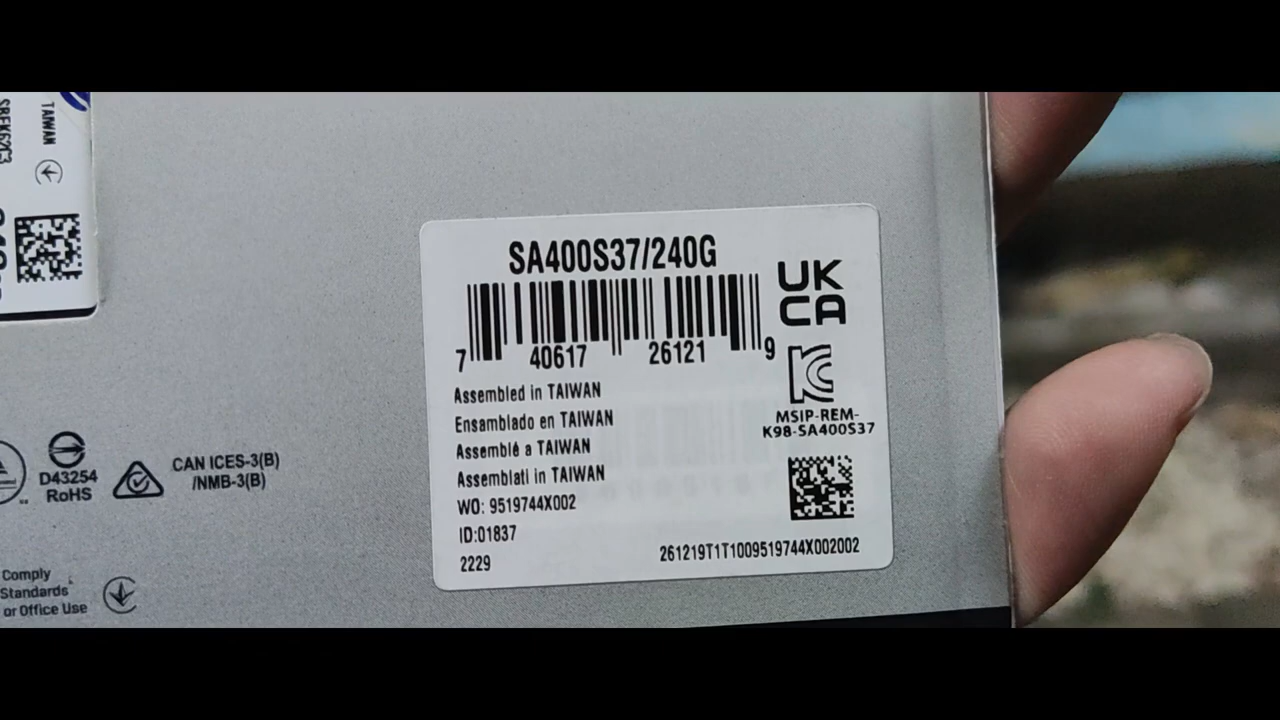 TAIWAN
SA400S37/240G
UK
CA
7 40617 26121 9
Assembled in TAIWAN
Ensamblado en TAIWAN
Assemblé a TAIWAN
Assemblati in TAIWAN
WO: 9519744X002
ID:01837
2229
MSIP-REM-
K98-SA400S37
261219T1T1009519744X002002
D43254
RoHS
CAN ICES-3(B)
/NMB-3(B)
Comply
Standards
or Office Use